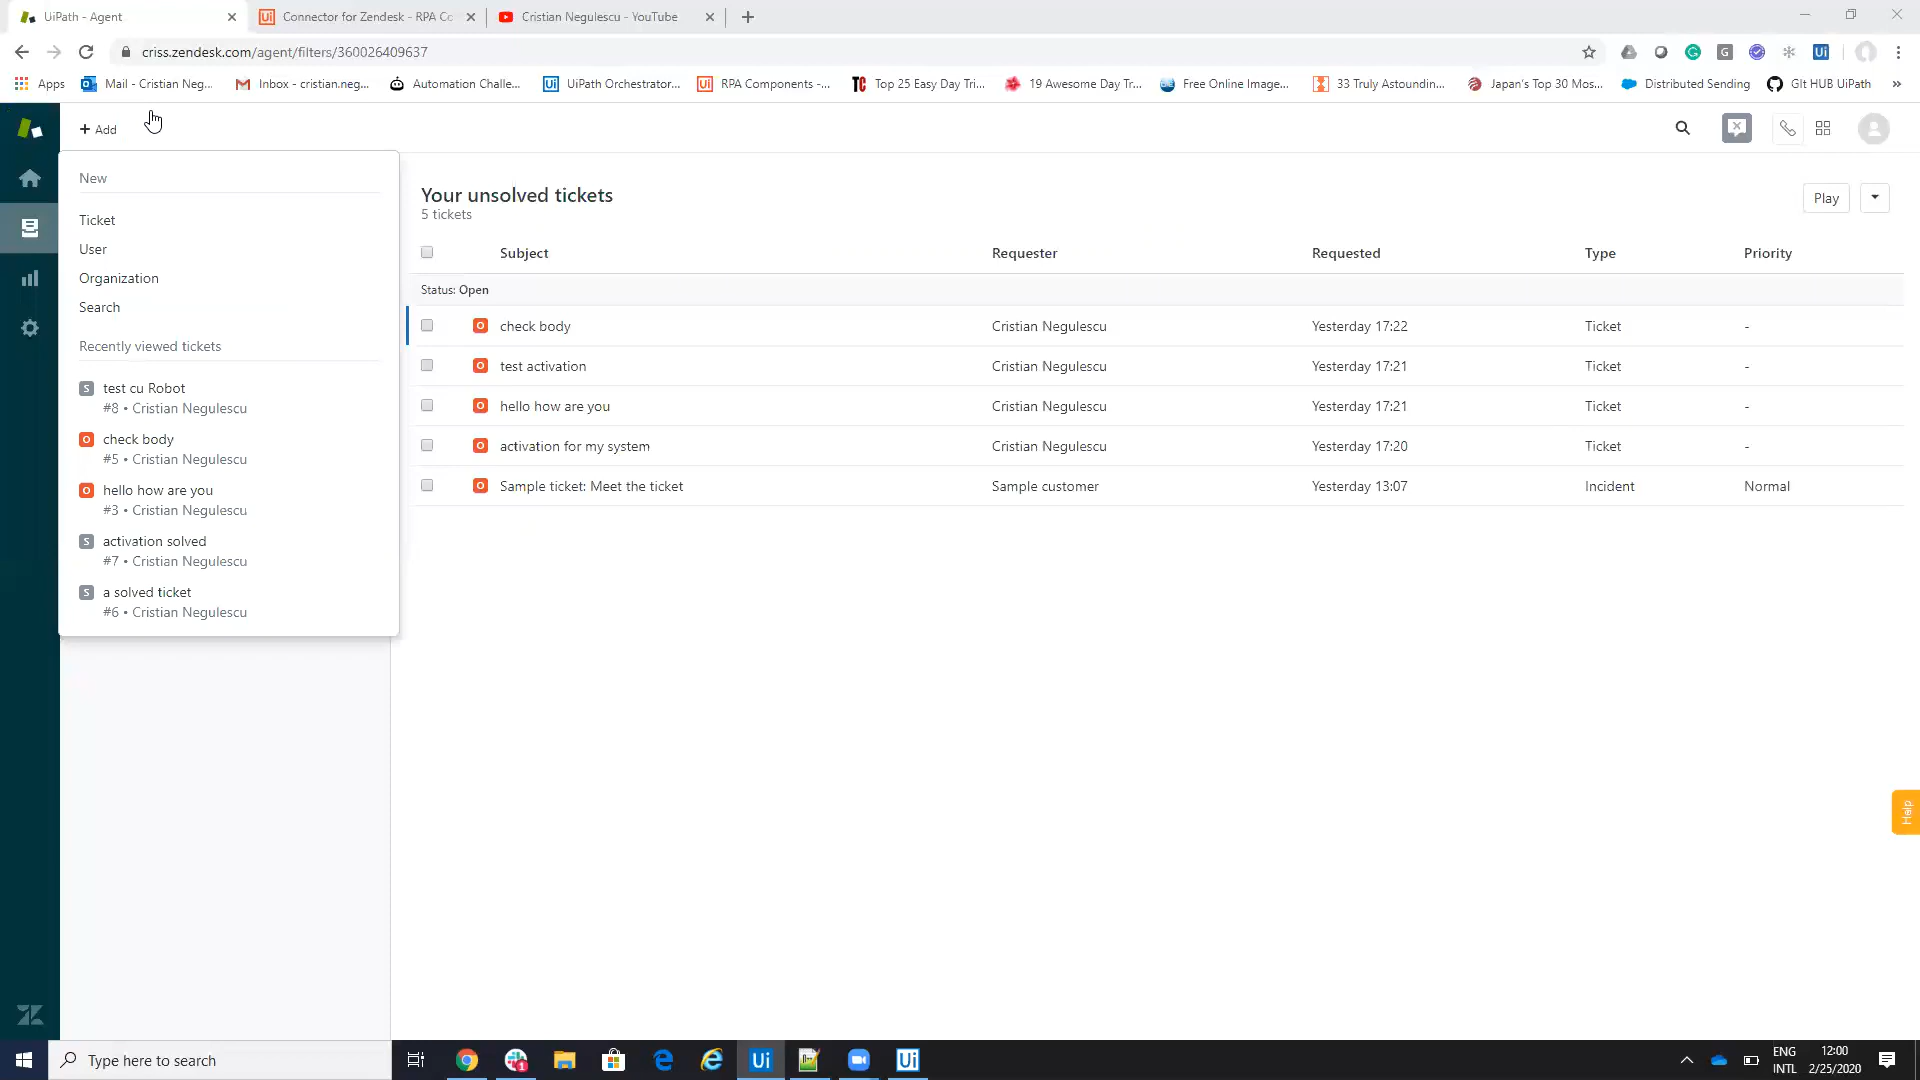 UiPath - Agent
Connector for Zendesk - RPA Co
Cristian Negulescu - YouTube
criss.zendesk.com/agent/filters/360026409637
Apps
Mail - Cristian Neg...
Inbox - cristian.neg...
Automation Challe...
UiPath Orchestrator...
RPA Components -...
Top 25 Easy Day Tri...
19 Awesome Day Tr...
Free Online Image...
33 Truly Astoundin...
Japan's Top 30 Mos...
Distributed Sending
GIt HUB UiPath
»
+ Add
New
Ticket
User
Organization
Search
Recently viewed tickets
S test cu Robot
#8 • Cristian Negulescu
O check body
#5 • Cristian Negulescu
O hello how are you
#3 • Cristian Negulescu
S activation solved
#7 • Cristian Negulescu
S a solved ticket
#6 • Cristian Negulescu
Your unsolved tickets
5 tickets
Play
Subject Requester Requested Type Priority
Status: Open
O check body Cristian Negulescu Yesterday 17:22 Ticket -
O test activation Cristian Negulescu Yesterday 17:21 Ticket -
O hello how are you Cristian Negulescu Yesterday 17:21 Ticket -
O activation for my system Cristian Negulescu Yesterday 17:20 Ticket -
O Sample ticket: Meet the ticket Sample customer Yesterday 13:07 Incident Normal
Help
Type here to search
ENG
INTL
12:00
2/25/2020